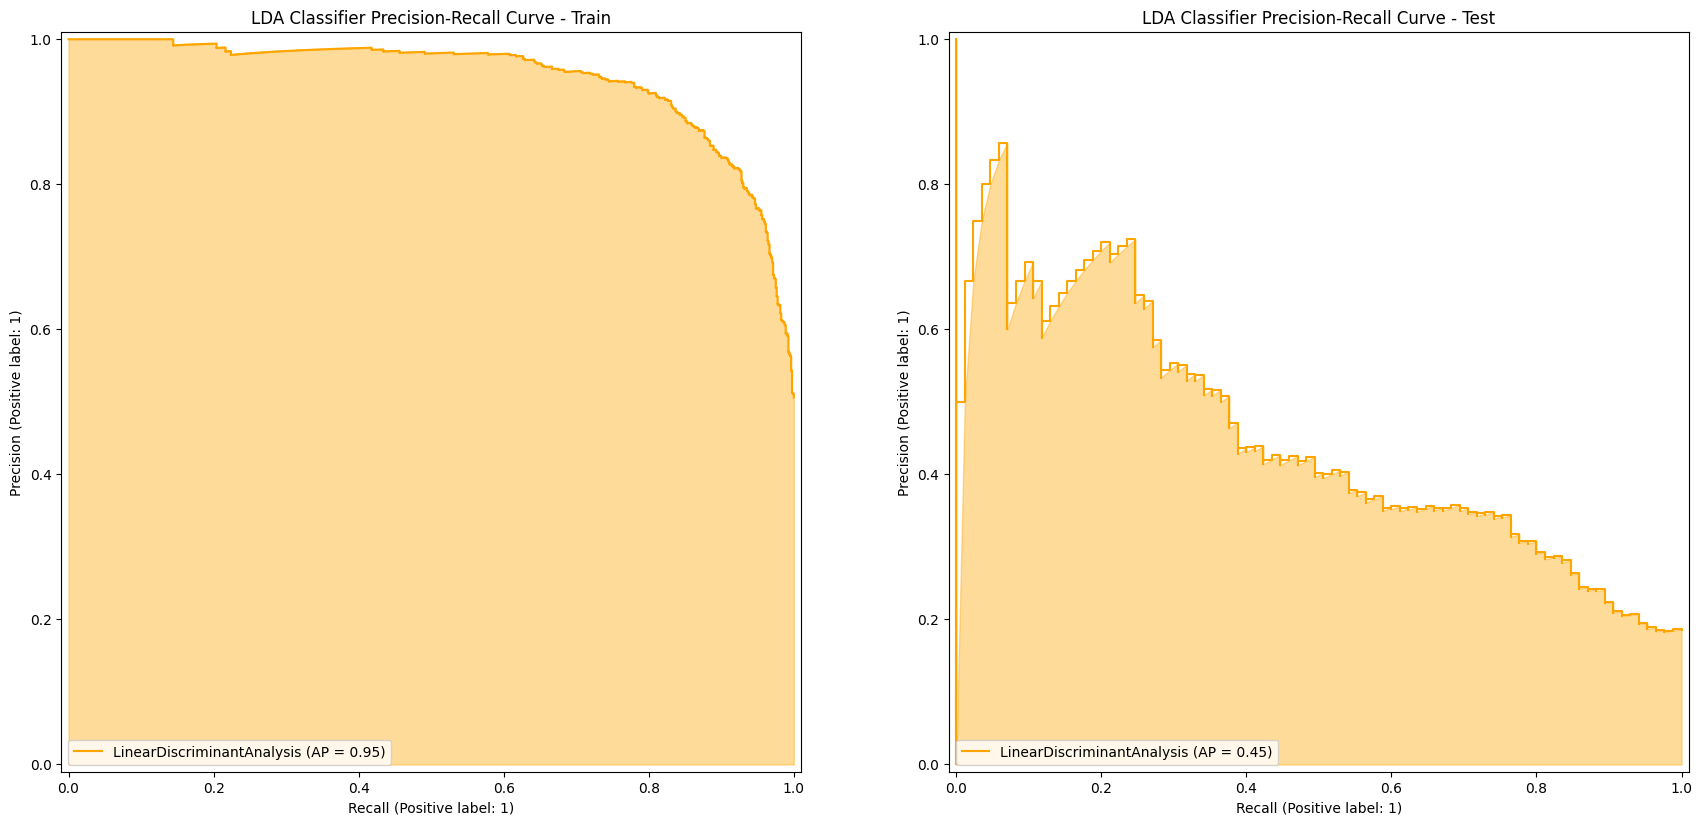 LDA Classifier Precision-Recall Curve - Train
1.0
0.8
0.6
0.4
0.2
0.0
Precision (Positive label: 1)
LinearDiscriminantAnalysis (AP = 0.95)
0.0 0.2 0.4 0.6 0.8 1.0
Recall (Positive label: 1)
LDA Classifier Precision-Recall Curve - Test
1.0
0.8
0.6
0.4
0.2
0.0
Precision (Positive label: 1)
LinearDiscriminantAnalysis (AP = 0.45)
0.0 0.2 0.4 0.6 0.8 1.0
Recall (Positive label: 1)